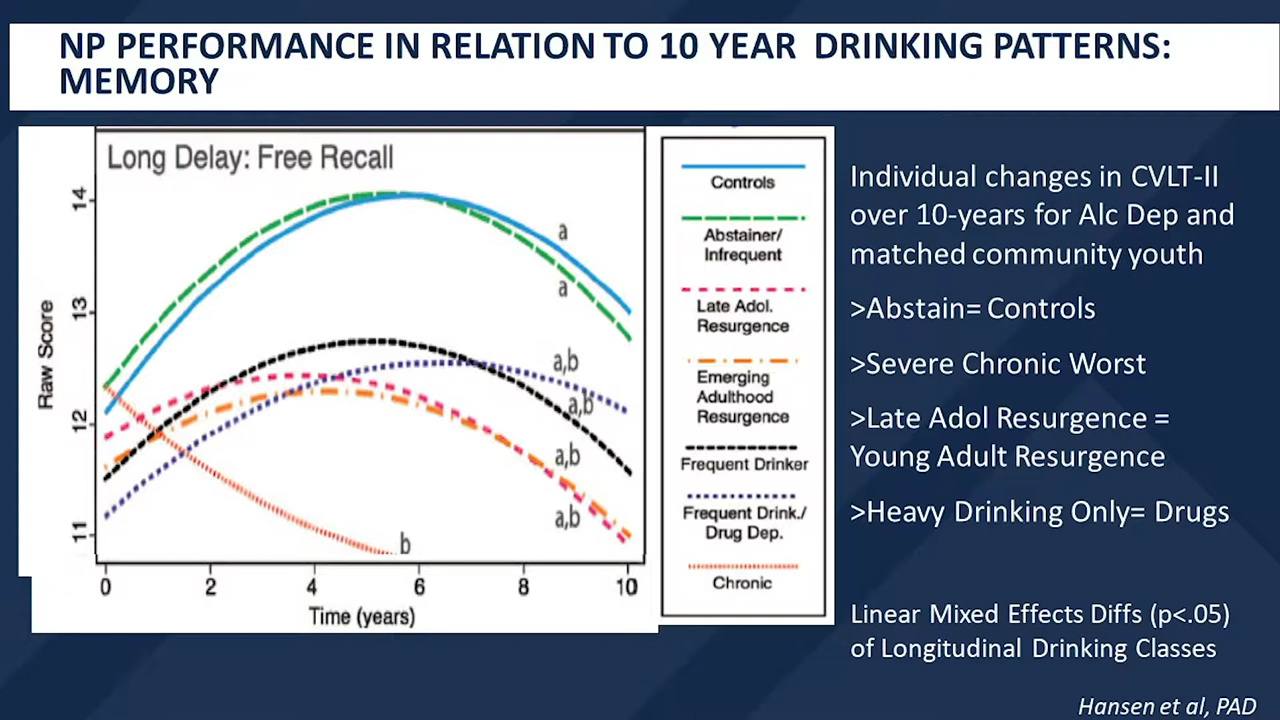 NP PERFORMANCE IN RELATION TO 10 YEAR DRINKING PATTERNS:
MEMORY
Long Delay: Free Recall
Raw Score
14
13
12
11
a
a
a,b
a,b
a,b
a,b
b
0 2 4 6 8 10
Time (years)
Controls
Abstainer/
Infrequent
Late Adol.
Resurgence
Emerging
Adulthood
Resurgence
Frequent Drinker
Frequent Drink./
Drug Dep.
Chronic
Individual changes in CVLT-II
over 10-years for Alc Dep and
matched community youth
>Abstain= Controls
>Severe Chronic Worst
>Late Adol Resurgence =
Young Adult Resurgence
>Heavy Drinking Only= Drugs
Linear Mixed Effects Diffs (p<.05)
of Longitudinal Drinking Classes
Hansen et al, PAD